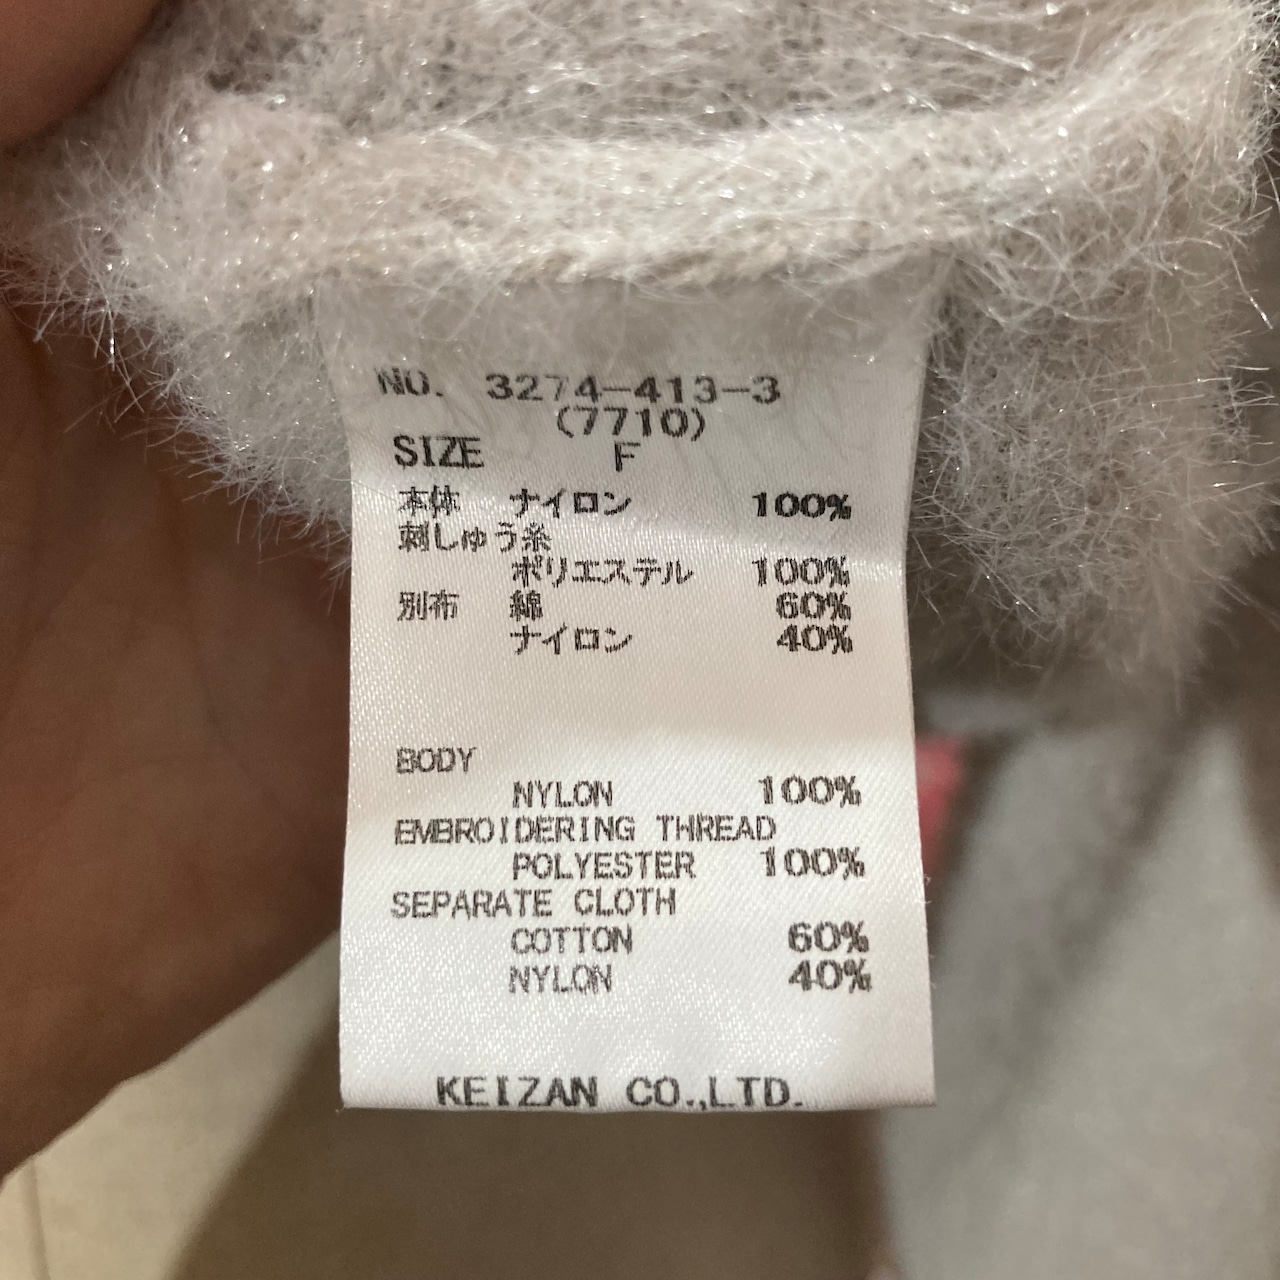 NO. 3274-413-3
(7710)
SIZE F
本体 ナイロン 100%
刺しゅう糸
ポリエステル 100%
別布 綿 60%
ナイロン 40%
BODY
NYLON 100%
EMBROIDERING THREAD
POLYESTER 100%
SEPARATE CLOTH
COTTON 60%
NYLON 40%
KEIZAN CO.,LTD.